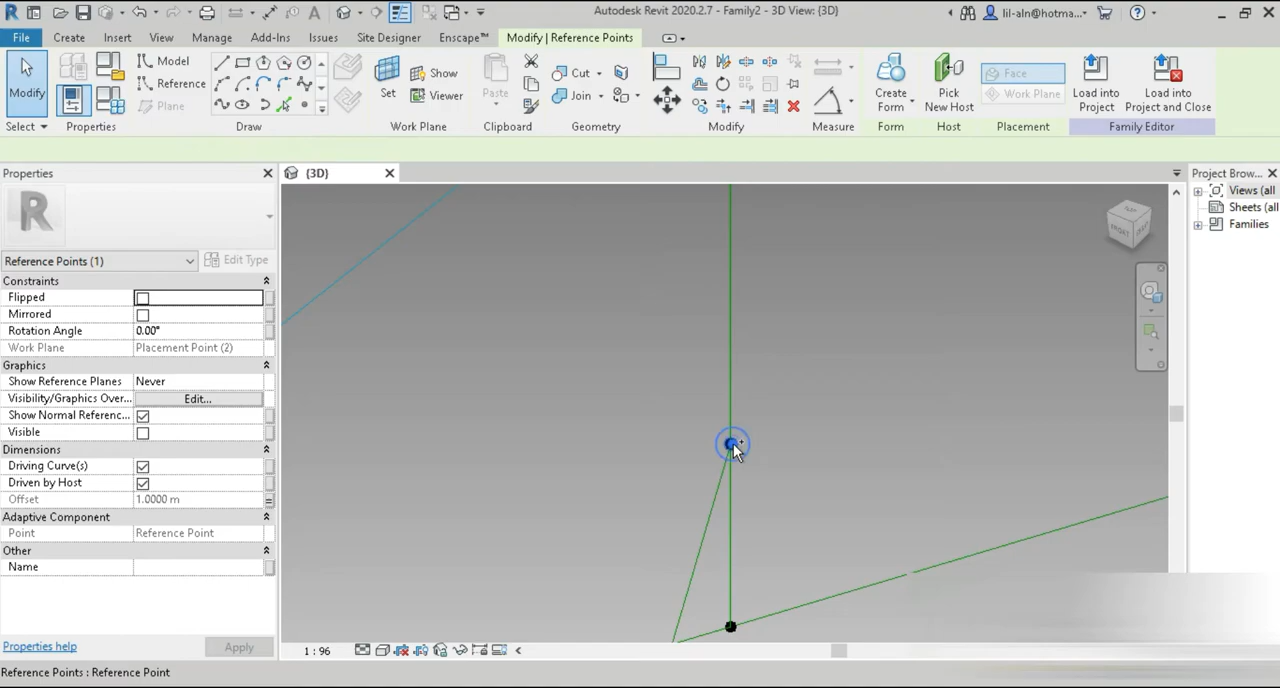 Autodesk Revit 2020.2.7 - Family2 - 3D View: {3D}
lil-aln@hotma...
File Create Insert View Manage Add-Ins Issues Site Designer Enscape™ Modify | Reference Points
Modify
Model
Reference
Plane
Set
Show
Viewer
Paste
Cut
Join
Create Form
Pick New Host
Face
Work Plane
Load into Project
Load into Project and Close
Select Properties Draw Work Plane Clipboard Geometry Modify Measure Form Host Placement Family Editor
Properties
{3D}
Project Brow...
Views (all
Sheets (all
Families
R
Reference Points (1)
Edit Type
Constraints
Flipped
Mirrored
Rotation Angle 0.00°
Work Plane Placement Point (2)
Graphics
Show Reference Planes Never
Visibility/Graphics Over... Edit...
Show Normal Referenc...
Visible
Dimensions
Driving Curve(s)
Driven by Host
Offset 1.0000 m
Adaptive Component
Point Reference Point
Other
Name
FRONT
Properties help
Apply
1 : 96
Reference Points : Reference Point